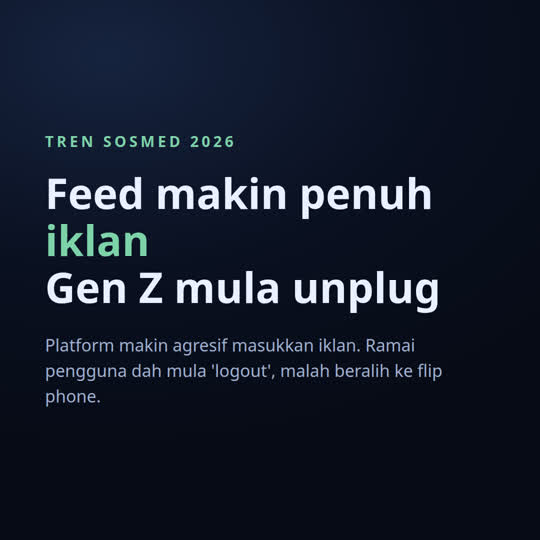 TREN SOSMED 2026
Feed makin penuh
iklan
Gen Z mula unplug
Platform makin agresif masukkan iklan. Ramai
pengguna dah mula 'logout', malah beralih ke flip
phone.